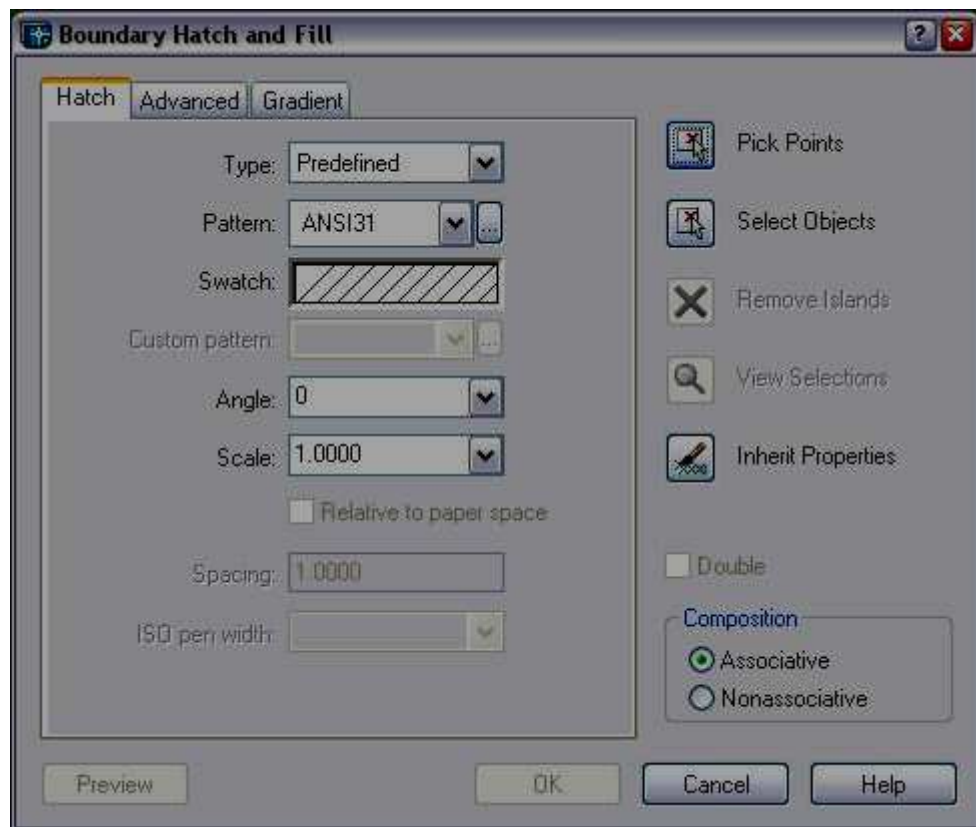 Boundary Hatch and Fill
Hatch Advanced Gradient
Type: Predefined
Pattern: ANSI31 ...
Swatch:
Custom pattern: ...
Angle: 0
Scale: 1.0000
Relative to paper space
Spacing: 1.0000
ISO pen width:
Pick Points
Select Objects
Remove Islands
View Selections
Inherit Properties
Double
Composition
Associative
Nonassociative
Preview OK Cancel Help